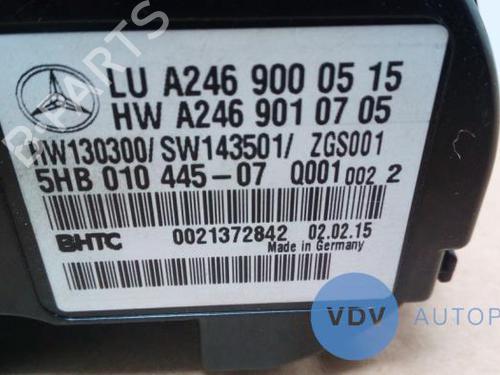 LU A246 900 05 15
HW A246 901 07 05
HW130300/ SW143501/ ZGS001
5HB 010 445-07 Q001 002 2
BHTC 0021372842 02.02.15
Made in Germany
B-PARTS
VDV AUTOP